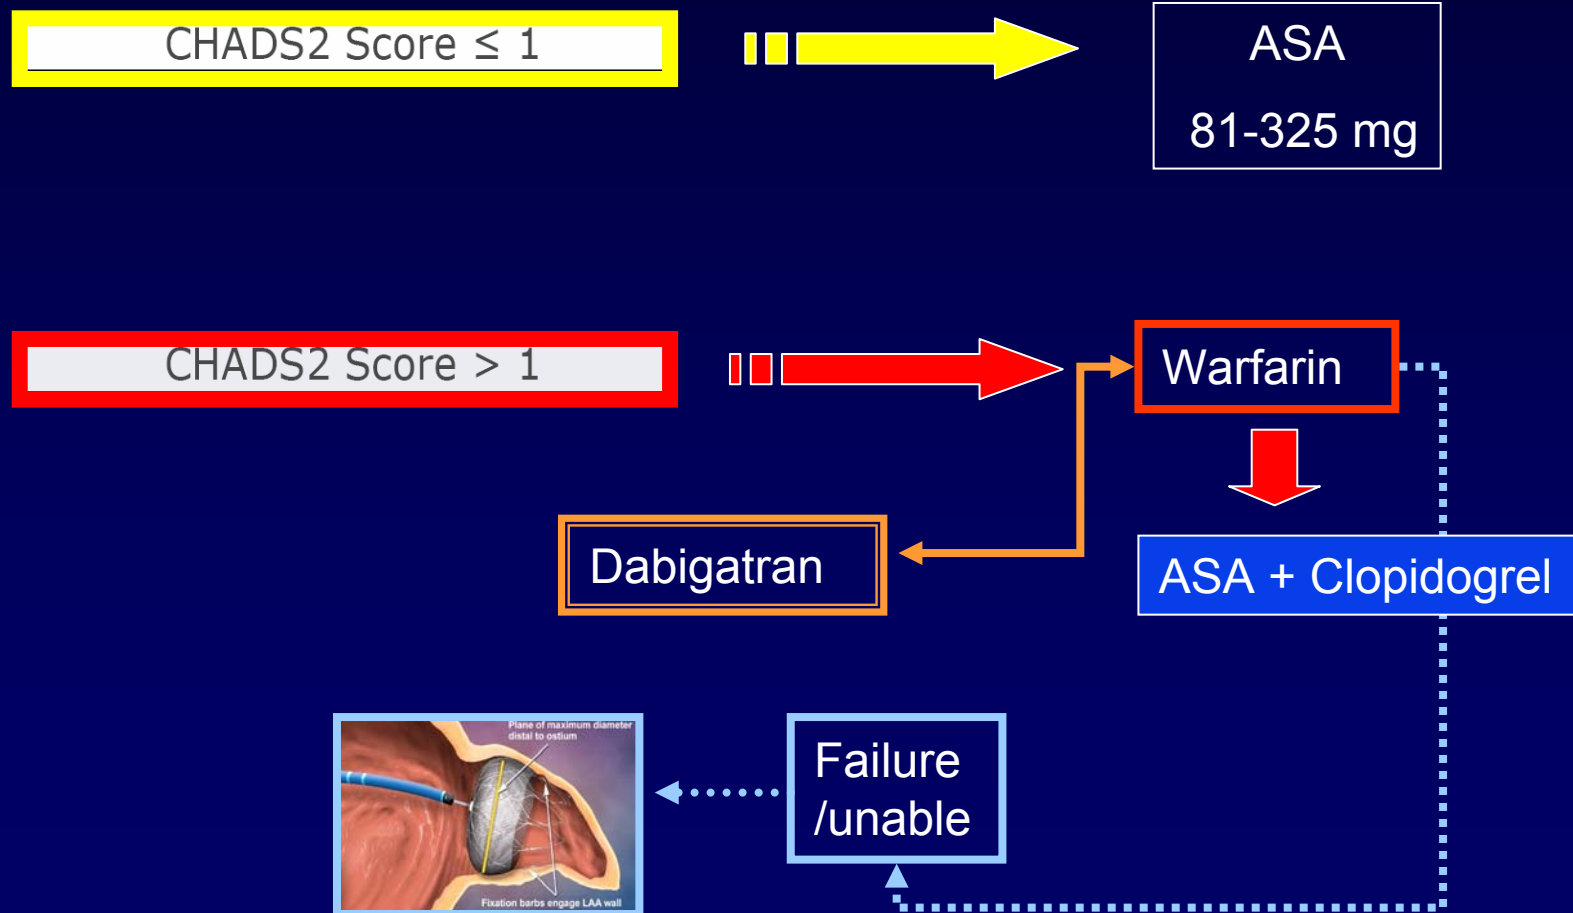 CHADS2 Score ≤ 1
ASA
81-325 mg
CHADS2 Score > 1
Warfarin
Dabigatran
ASA + Clopidogrel
Plane of maximum diameter
distal to ostium
Fixation barbs engage LAA wall
Failure
/unable